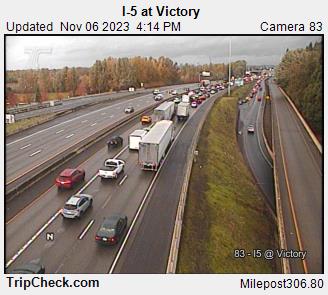 I-5 at Victory
Updated Nov 06 2023 4:14 PM Camera 83
N
83 - I5 @ Victory
TripCheck.com Milepost306.80